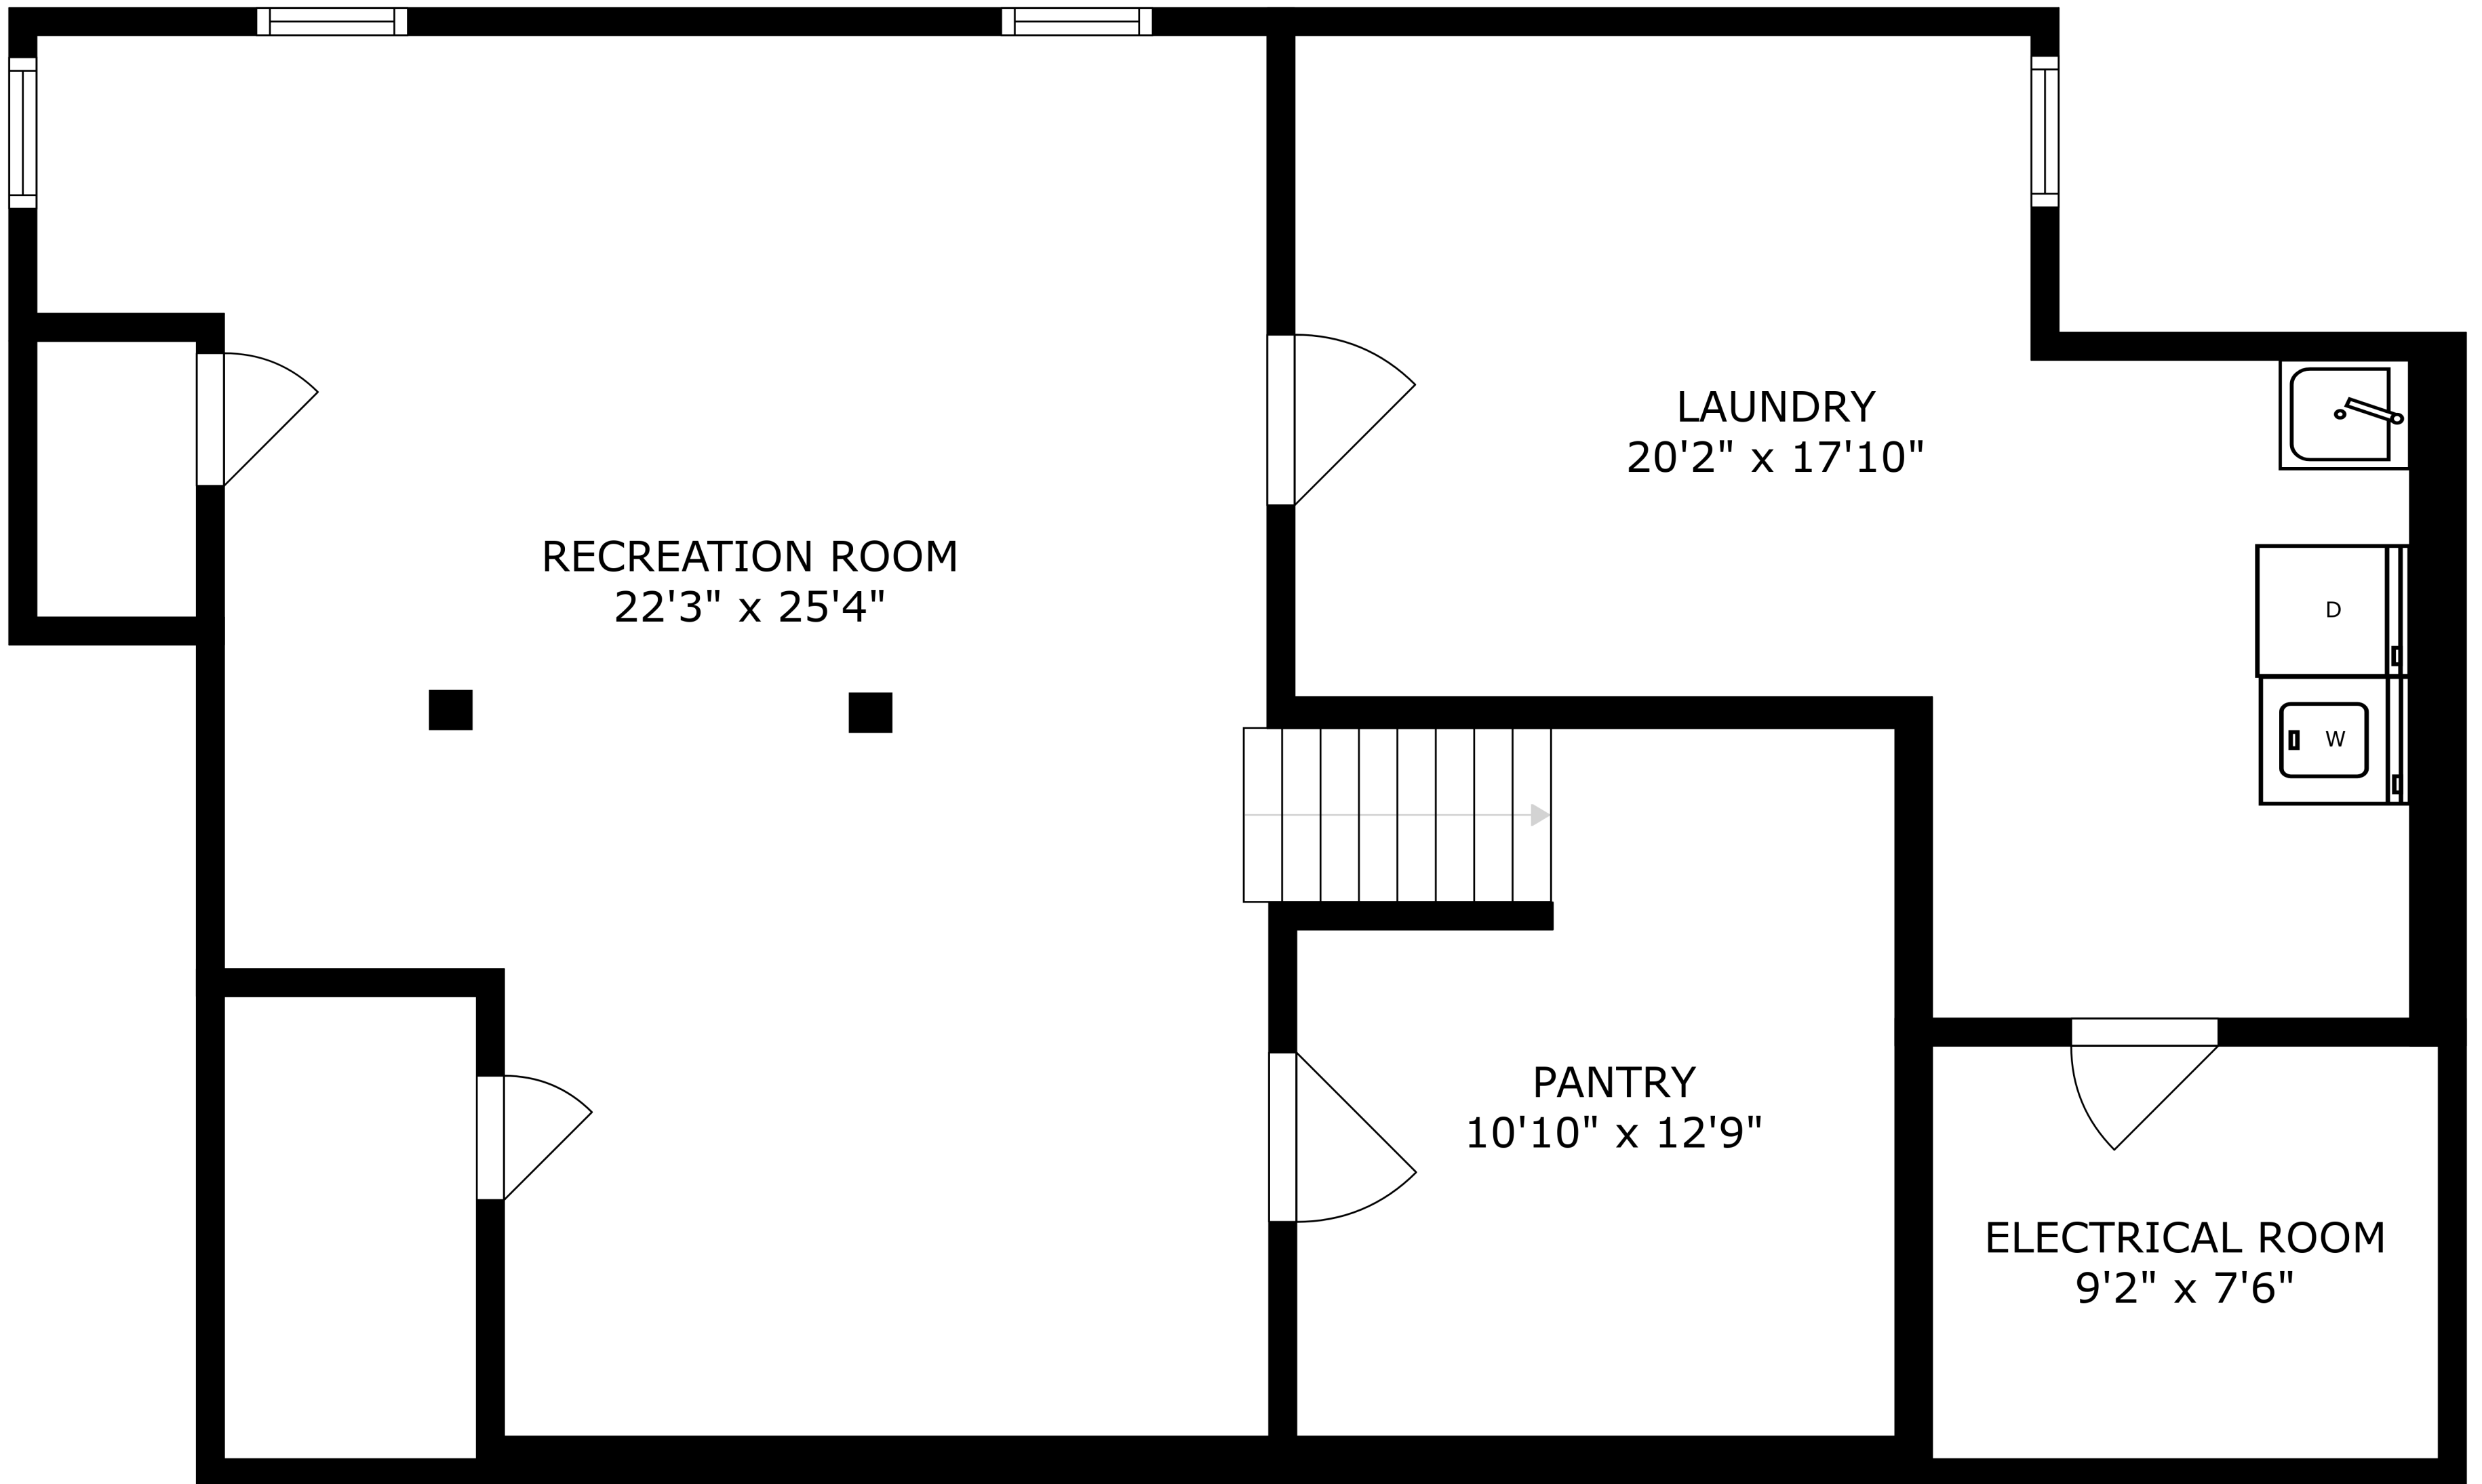 LAUNDRY
20'2" x 17'10"
RECREATION ROOM
22'3" x 25'4"
D
W
PANTRY
10'10" x 12'9"
ELECTRICAL ROOM
9'2" x 7'6"